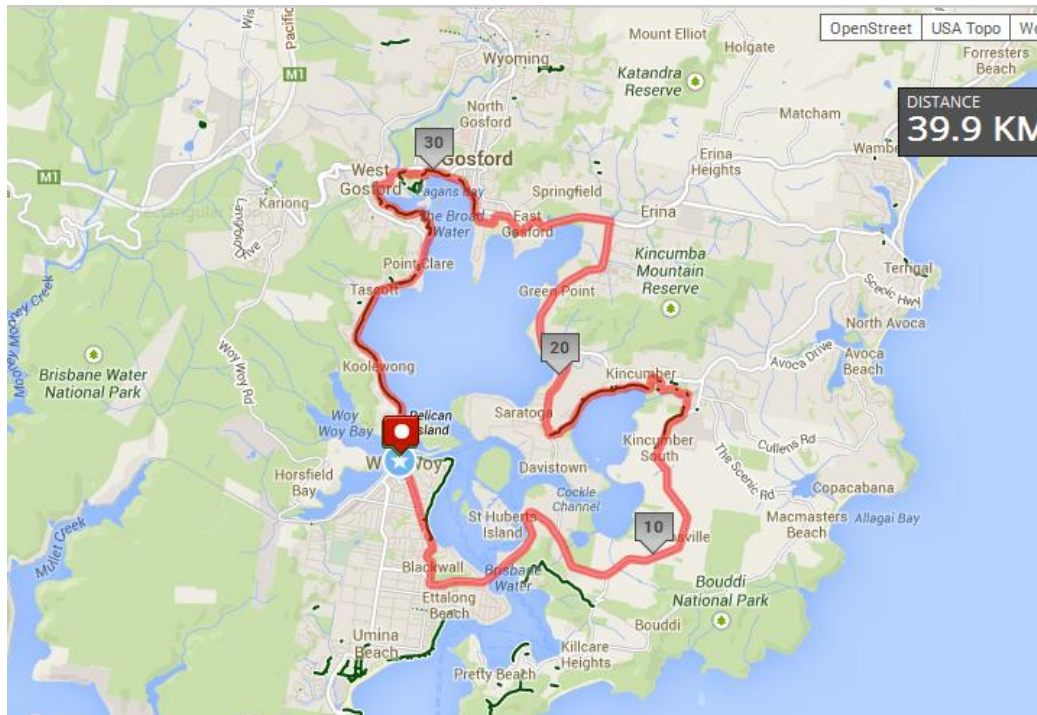 OpenStreet
USA Topo
Wo
Mount Elliot
Holgate
Forresters
Beach
Wyoming
Katandra
Reserve
Pacific
M1
DISTANCE
39.9 KM
Matcham
North
Gosford
30
Gosford
Erina
Heights
M1
West
Gosford
Kariong
Springfield
The Broad
Water
East
Gosford
Erina
Kincumba
Mountain
Reserve
Terrigal
Scenic Hwy
Point Clare
Tascott
Green Point
North Avoca
Mooney Mooney Creek
Woy Woy Rd
Koolewong
20
Kincumber
Avoca Drive
Avoca
Beach
Brisbane Water
National Park
Woy
Woy Bay
Pelican
Island
Saratoga
Kincumber
South
Cullens Rd
The Scenic Rd
Horsfield
Bay
Davistown
Cockle
Channel
Copacabana
St Huberts
Island
10
Macmasters
Beach
Allagai Bay
Mullet Creek
Blackwall
Brisbane
Water
Ettalong
Beach
Bouddi
National Park
Bouddi
Umina
Beach
Killcare
Heights
Pretty Beach